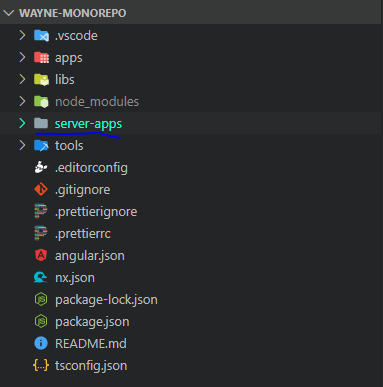 WAYNE-MONOREPO
.vscode
apps
libs
node_modules
server-apps
tools
.editorconfig
.gitignore
.prettierignore
.prettierrc
angular.json
nx.json
package-lock.json
package.json
README.md
tsconfig.json